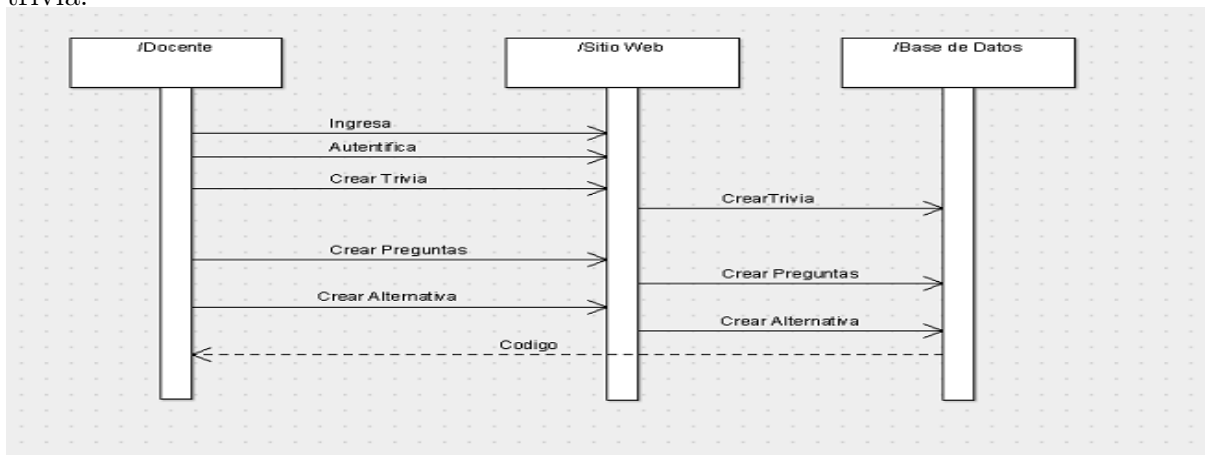 trivia.
/Docente
/Sitio Web
/Base de Datos
Ingresa
Autentifica
Crear Trivia
CrearTrivia
Crear Preguntas
Crear Preguntas
Crear Alternativa
Crear Alternativa
Codigo